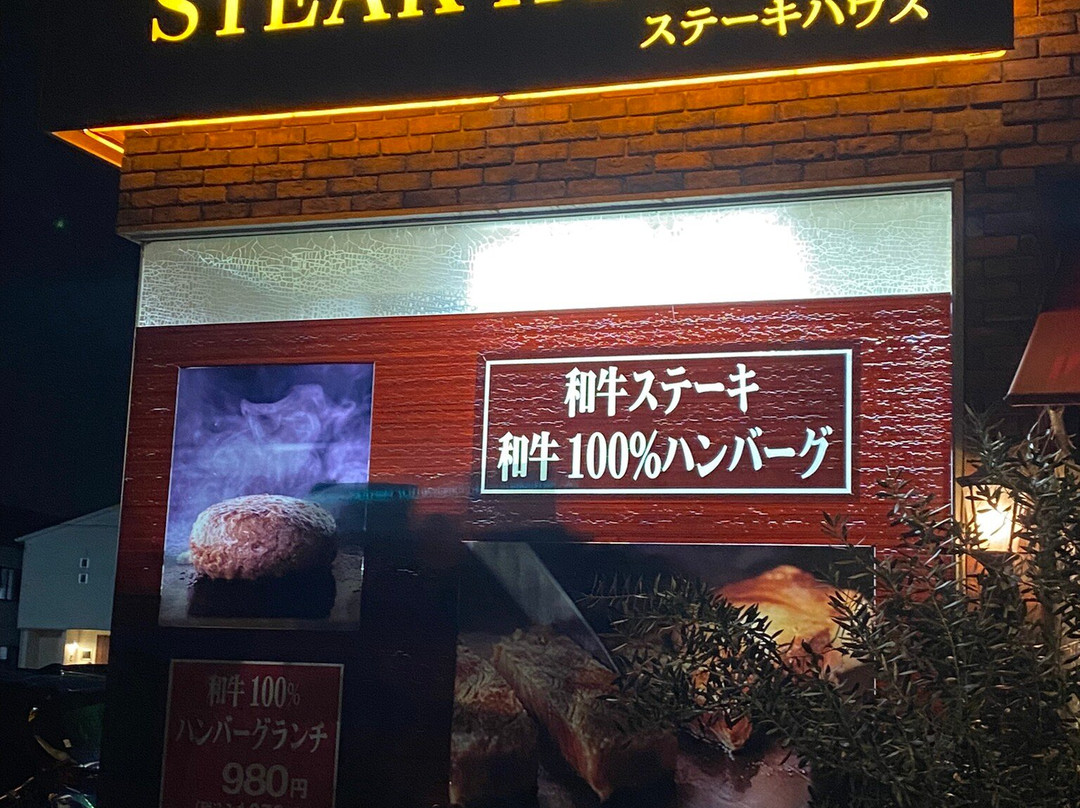 STEAK
ステーキハウス
和牛ステーキ
和牛100%ハンバーグ
和牛100%
ハンバーグランチ
980円